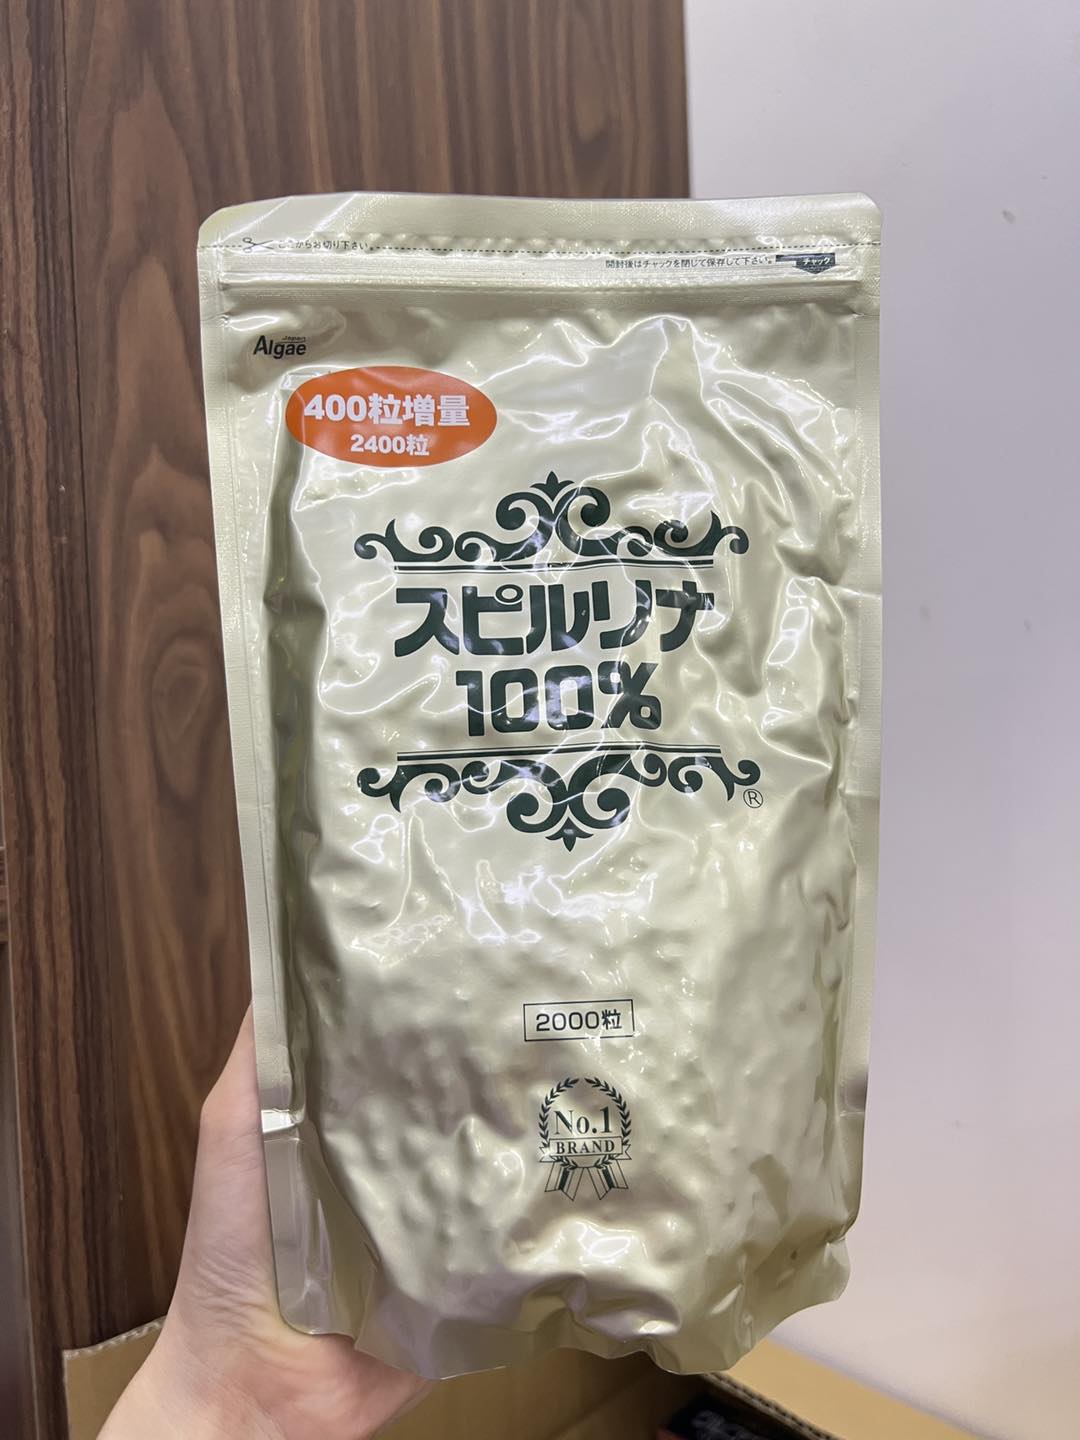 ここからお切り下さい。
開封後はチャックを閉じて保存して下さい。 チャック
Japan
Algae
400粒増量
2400粒
スピルリナ
100%
®
2000粒
No.1
BRAND